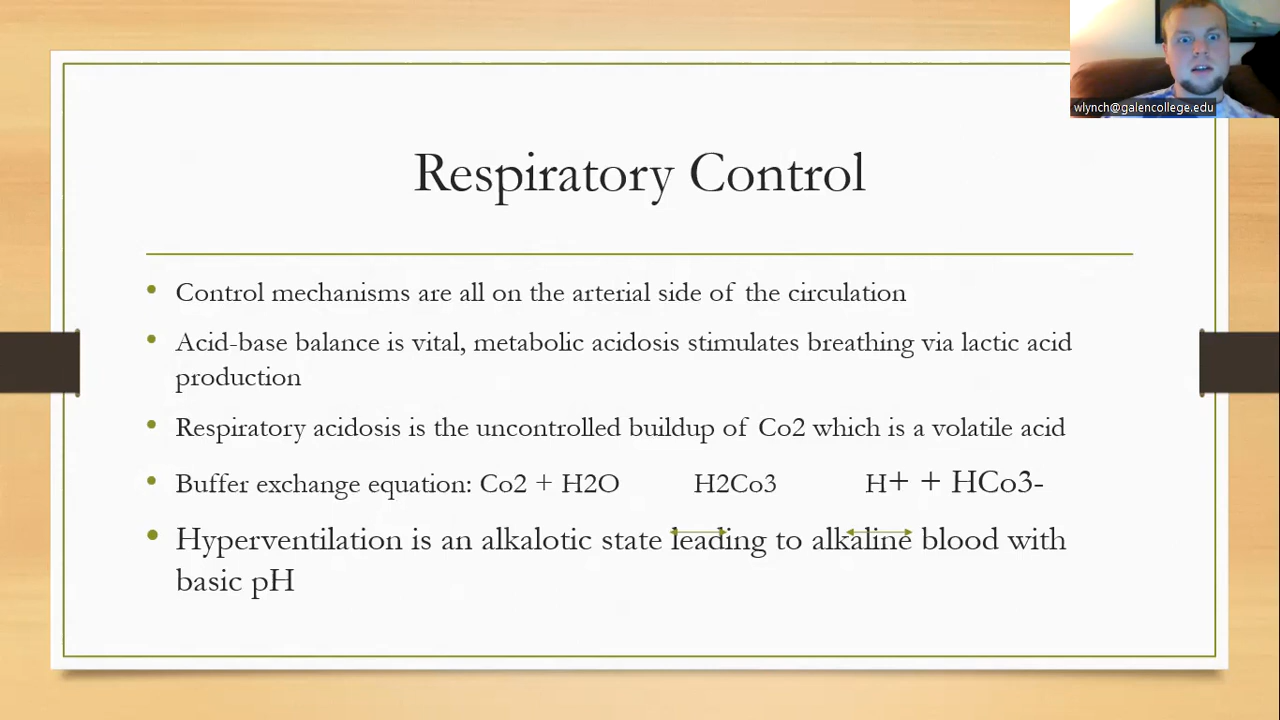 wlynch@galencollege.edu
Respiratory Control
• Control mechanisms are all on the arterial side of the circulation
• Acid-base balance is vital, metabolic acidosis stimulates breathing via lactic acid
production
• Respiratory acidosis is the uncontrolled buildup of Co2 which is a volatile acid
• Buffer exchange equation: Co2 + H2O H2Co3 H+ + HCo3-
• Hyperventilation is an alkalotic state leading to alkaline blood with
basic pH